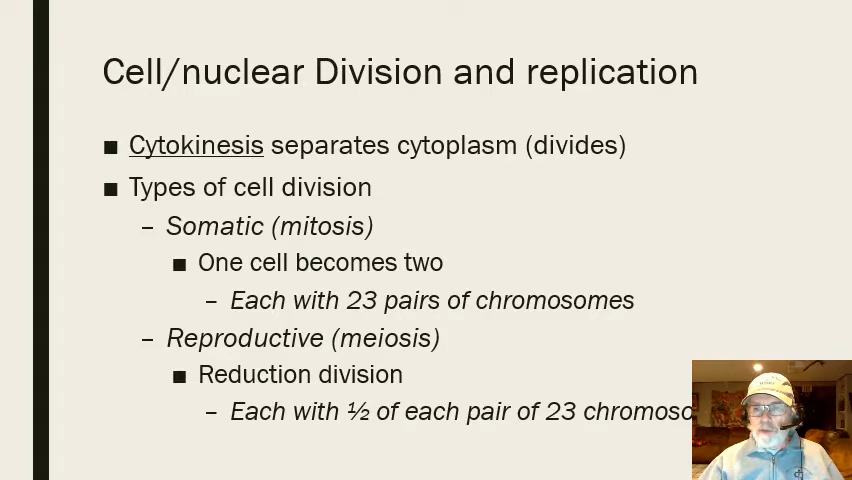 Cell/nuclear Division and replication
■ Cytokinesis separates cytoplasm (divides)
■ Types of cell division
– Somatic (mitosis)
■ One cell becomes two
– Each with 23 pairs of chromosomes
– Reproductive (meiosis)
■ Reduction division
– Each with ½ of each pair of 23 chromoso